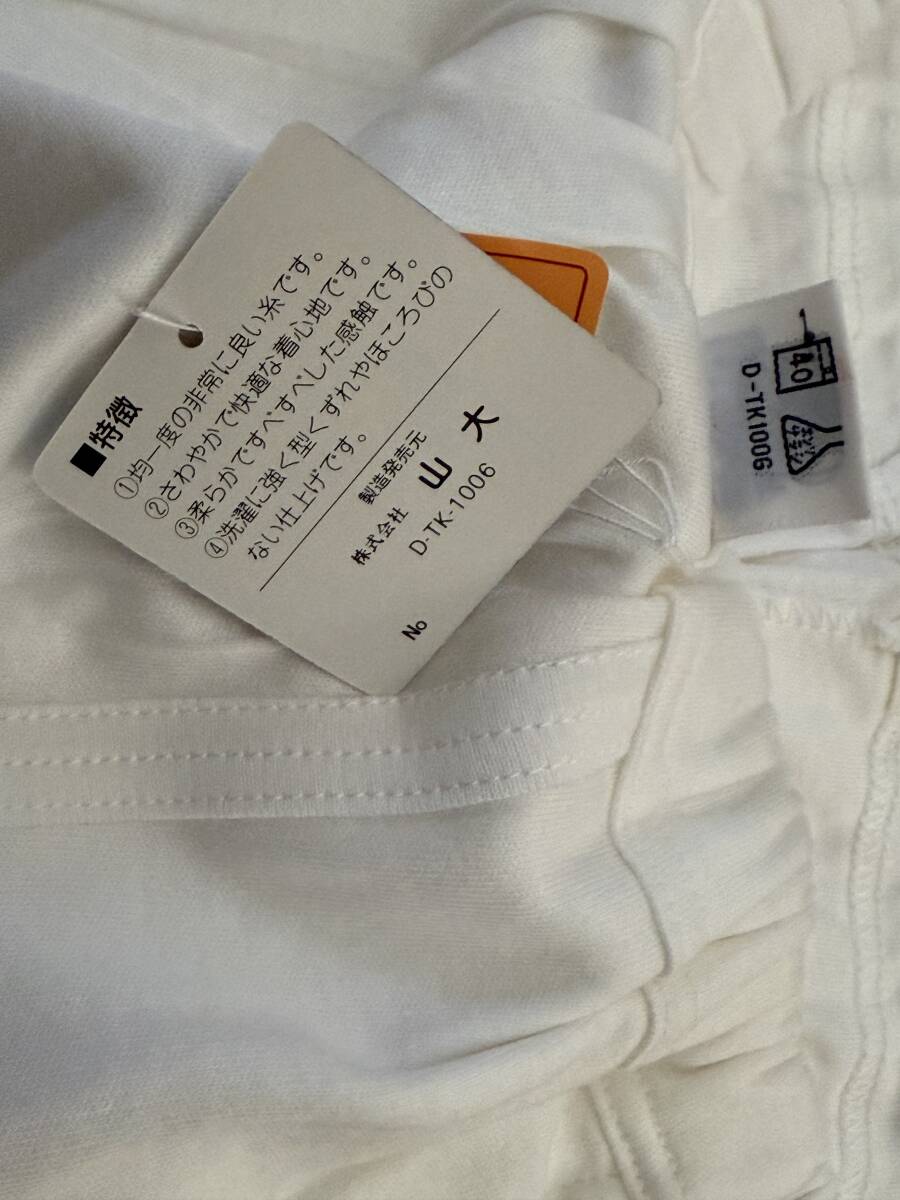 ■特徴
①均一度の非常に良い糸です。
②さわやかで快適な着心地です。
③柔らかですべすべした感触です。
④洗濯に強く型くずれやほころびの
ない仕上げです。
製造発売元
株式会社 山大
D-TK-1006
No
40
D-TK1006